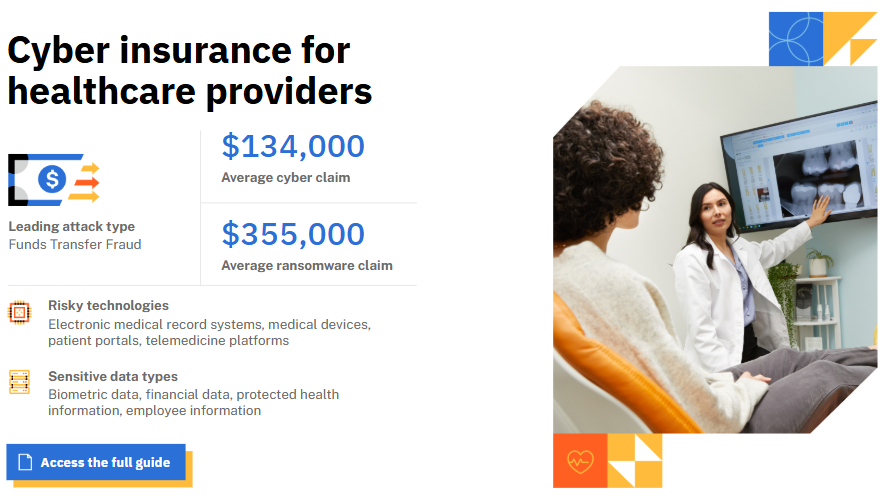 Cyber insurance for
healthcare providers
$134,000
Average cyber claim
$
Leading attack type
Funds Transfer Fraud
$355,000
Average ransomware claim
Risky technologies
Electronic medical record systems, medical devices,
patient portals, telemedicine platforms
Sensitive data types
Biometric data, financial data, protected health
information, employee information
Access the full guide